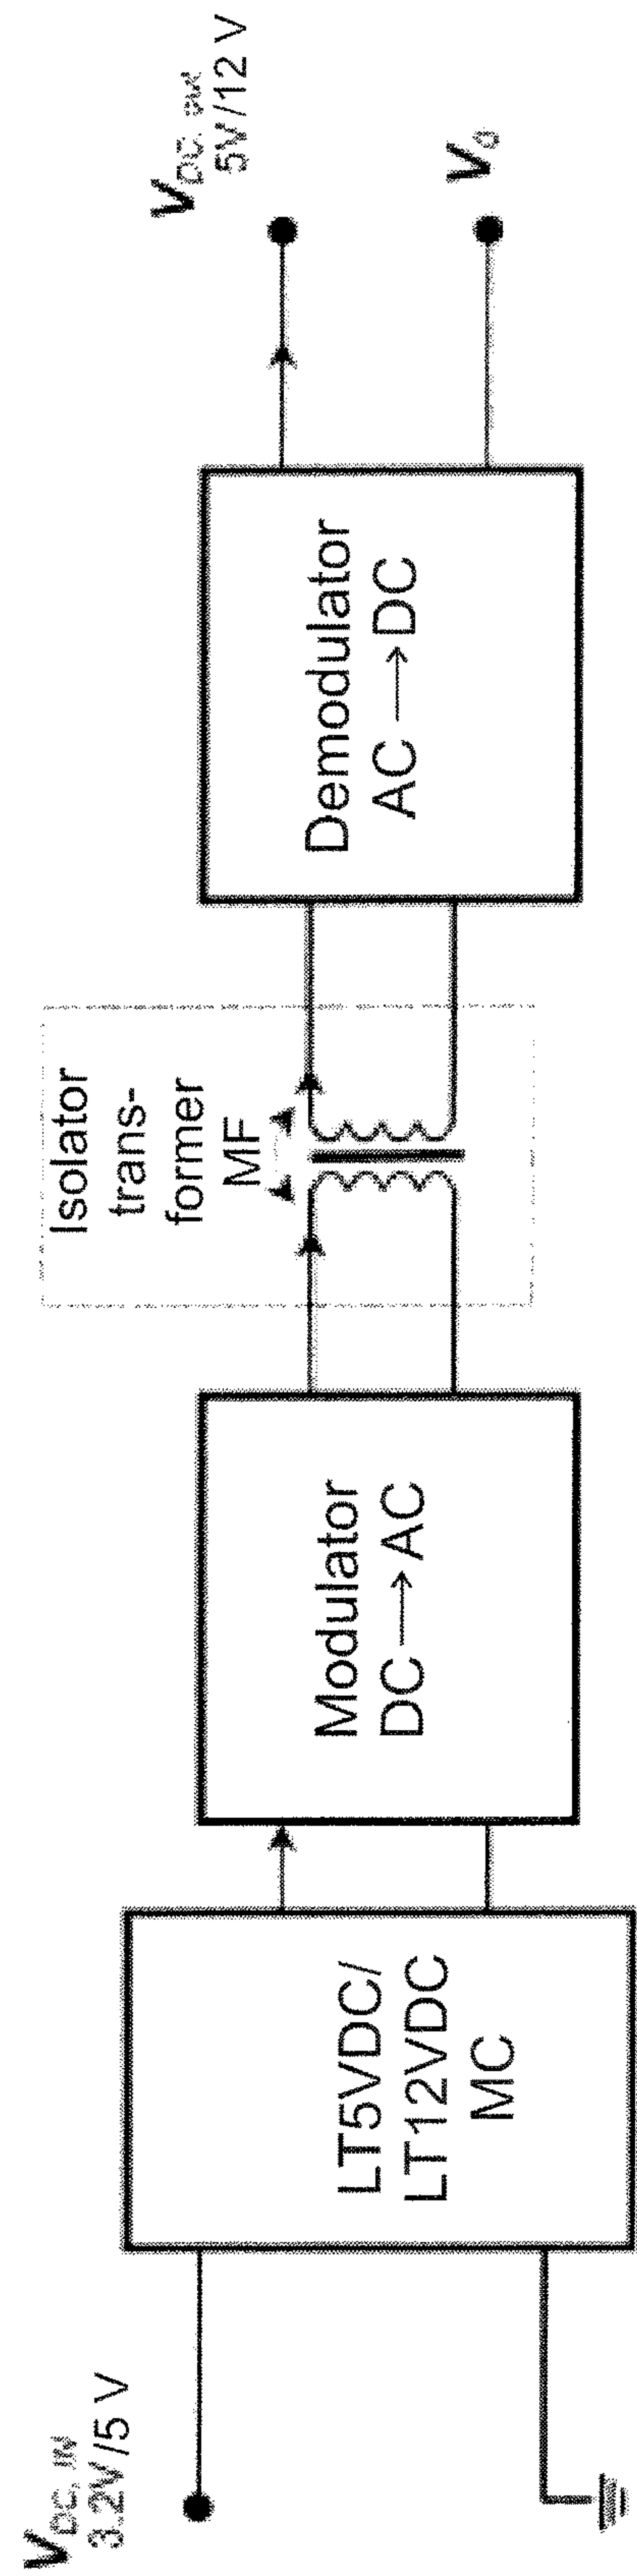 V_DC, IN
3.2V/5 V
LT5VDC/
LT12VDC
MC
Modulator
DC → AC
Isolator
trans-
former
MF
Demodulator
AC → DC
V_DC, out
5V/12 V
V_0